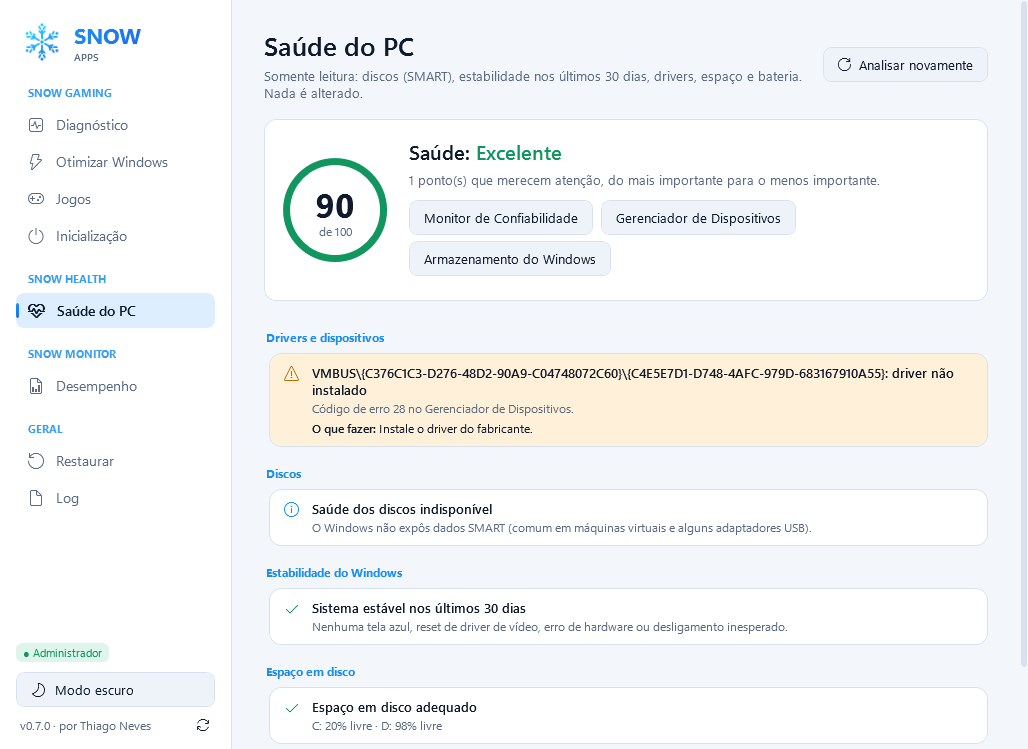 SNOW
APPS
SNOW GAMING
Diagnóstico
Otimizar Windows
Jogos
Inicialização
SNOW HEALTH
Saúde do PC
SNOW MONITOR
Desempenho
GERAL
Restaurar
Log
Administrador
Modo escuro
v0.7.0 · por Thiago Neves
Saúde do PC
Somente leitura: discos (SMART), estabilidade nos últimos 30 dias, drivers, espaço e bateria.
Nada é alterado.
Analisar novamente
90
de 100
Saúde: Excelente
1 ponto(s) que merecem atenção, do mais importante para o menos importante.
Monitor de Confiabilidade
Gerenciador de Dispositivos
Armazenamento do Windows
Drivers e dispositivos
VMBUS\{C376C1C3-D276-48D2-90A9-C04748072C60}\{C4E5E7D1-D748-4AFC-979D-683167910A55}: driver não
instalado
Código de erro 28 no Gerenciador de Dispositivos.
O que fazer: Instale o driver do fabricante.
Discos
Saúde dos discos indisponível
O Windows não expôs dados SMART (comum em máquinas virtuais e alguns adaptadores USB).
Estabilidade do Windows
Sistema estável nos últimos 30 dias
Nenhuma tela azul, reset de driver de vídeo, erro de hardware ou desligamento inesperado.
Espaço em disco
Espaço em disco adequado
C: 20% livre · D: 98% livre